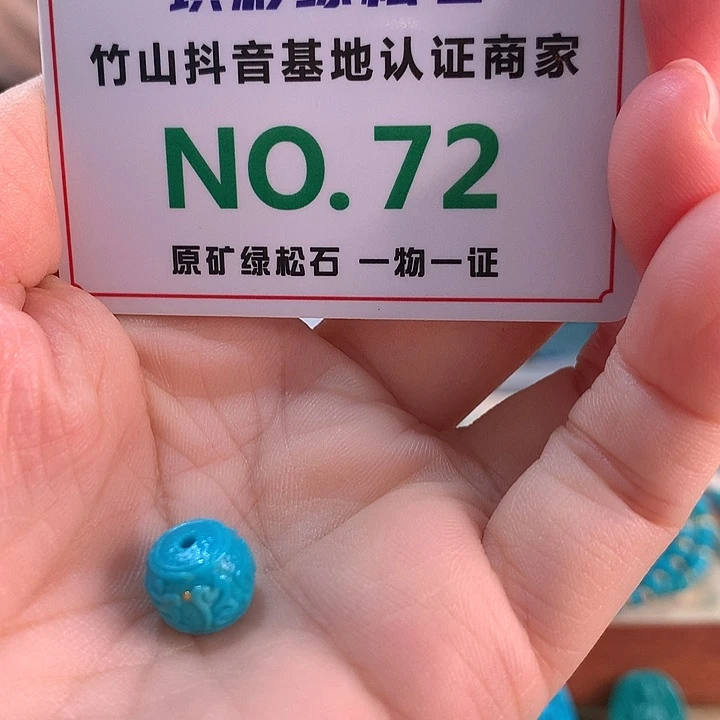 竹山抖音基地认证商家
NO. 72
原矿绿松石 一物一证